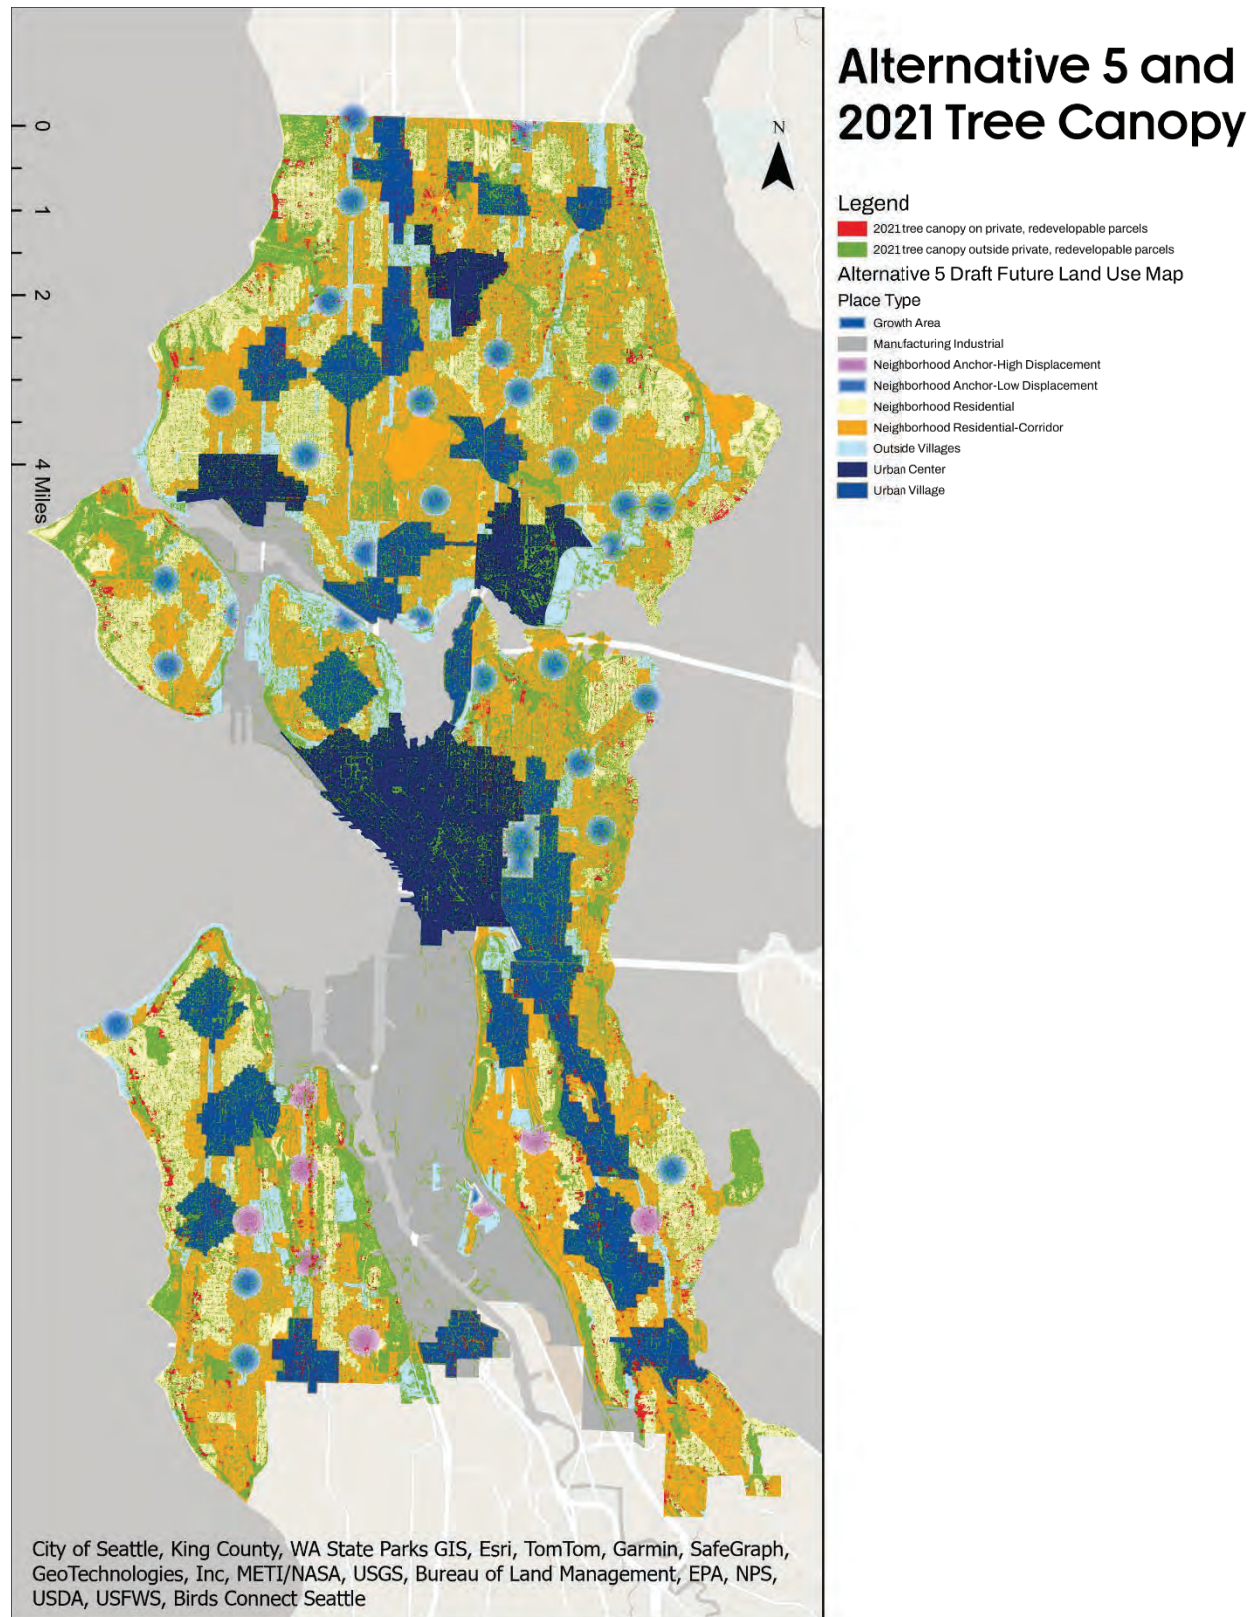 Alternative 5 and
2021 Tree Canopy
N
0
1
2
4 Miles
Legend
2021 tree canopy on private, redevelopable parcels
2021 tree canopy outside private, redevelopable parcels
Alternative 5 Draft Future Land Use Map
Place Type
Growth Area
Manufacturing Industrial
Neighborhood Anchor-High Displacement
Neighborhood Anchor-Low Displacement
Neighborhood Residential
Neighborhood Residential-Corridor
Outside Villages
Urban Center
Urban Village
City of Seattle, King County, WA State Parks GIS, Esri, TomTom, Garmin, SafeGraph,
GeoTechnologies, Inc, METI/NASA, USGS, Bureau of Land Management, EPA, NPS,
USDA, USFWS, Birds Connect Seattle